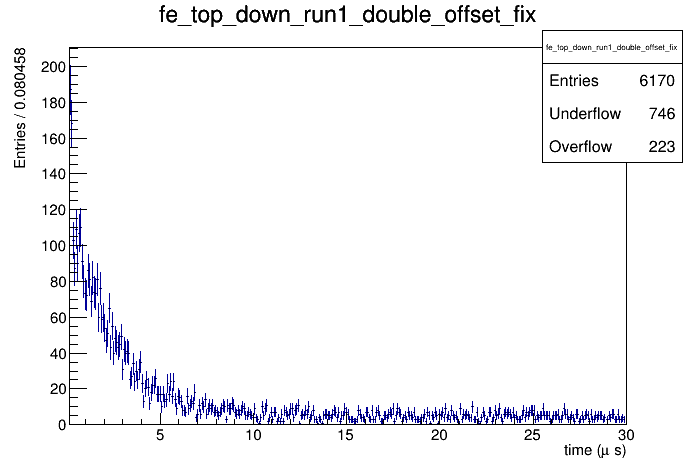 fe_top_down_run1_double_offset_fix
fe_top_down_run1_double_offset_fix
Entries 6170
Underflow 746
Overflow 223
Entries / 0.080458
200
180
160
140
120
100
80
60
40
20
0
5 10 15 20 25 30
time (μ s)